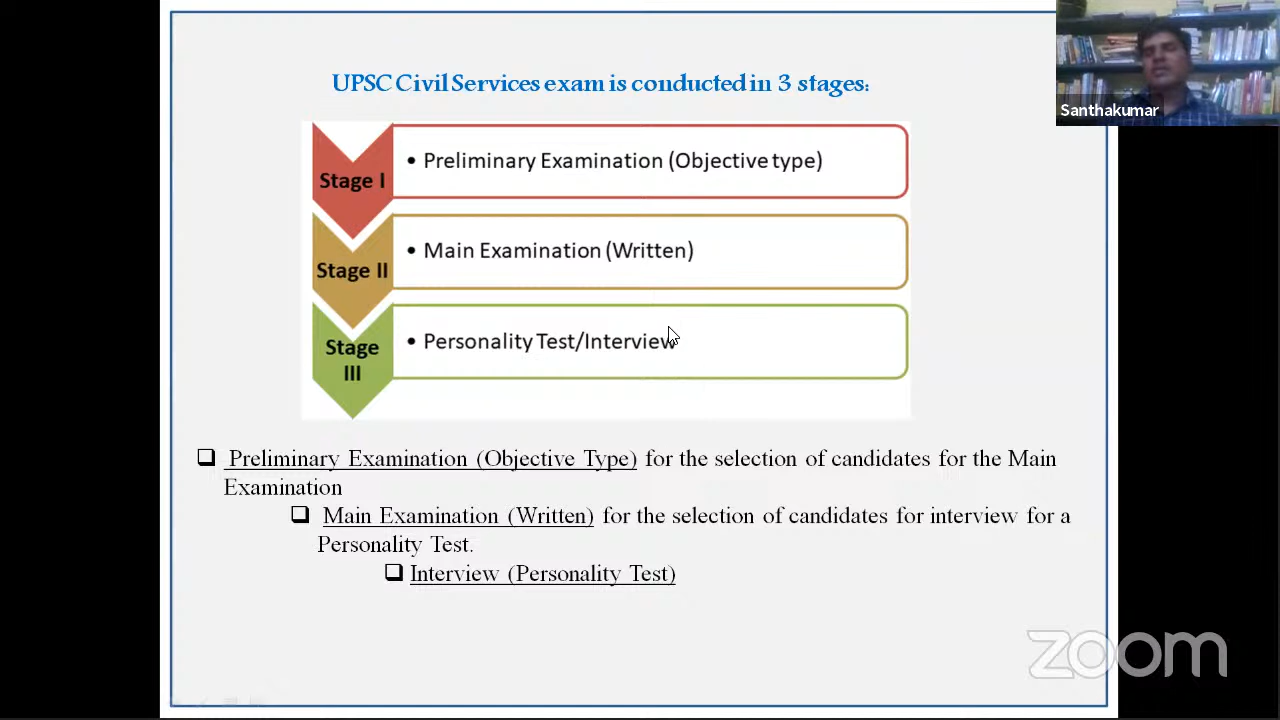 UPSC Civil Services exam is conducted in 3 stages:
Santhakumar
Stage I
• Preliminary Examination (Objective type)
Stage II
• Main Examination (Written)
Stage
III
• Personality Test/Interview
❑ Preliminary Examination (Objective Type) for the selection of candidates for the Main
Examination
❑ Main Examination (Written) for the selection of candidates for interview for a
Personality Test.
❑ Interview (Personality Test)
zoom